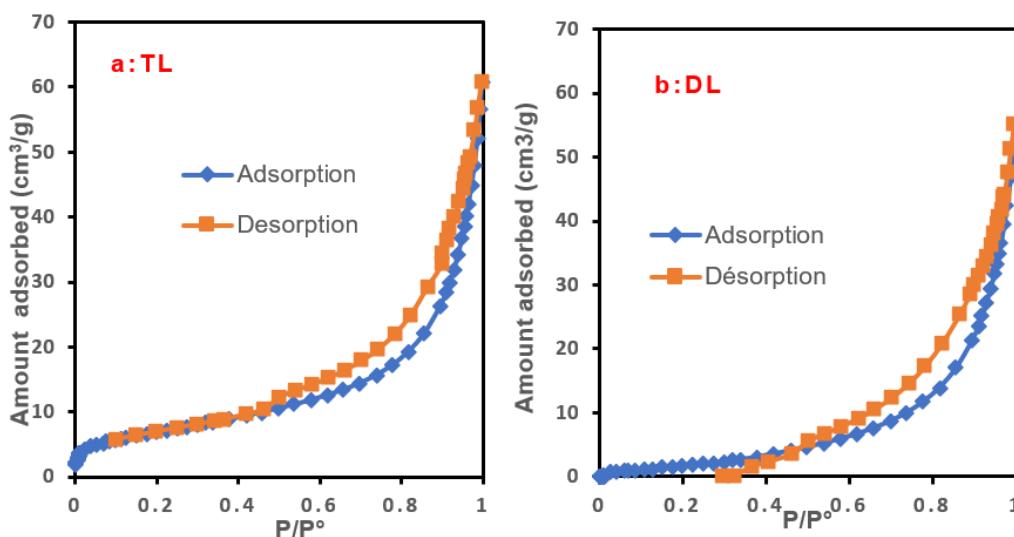 70
60
50
40
30
20
10
0
Amount adsorbed (cm³/g)
a:TL
Adsorption
Desorption
0 0.2 0.4 0.6 0.8 1
P/P°
70
60
50
40
30
20
10
0
Amount adsorbed (cm3/g)
b:DL
Adsorption
Désorption
0 0.2 0.4 0.6 0.8 1
P/P°